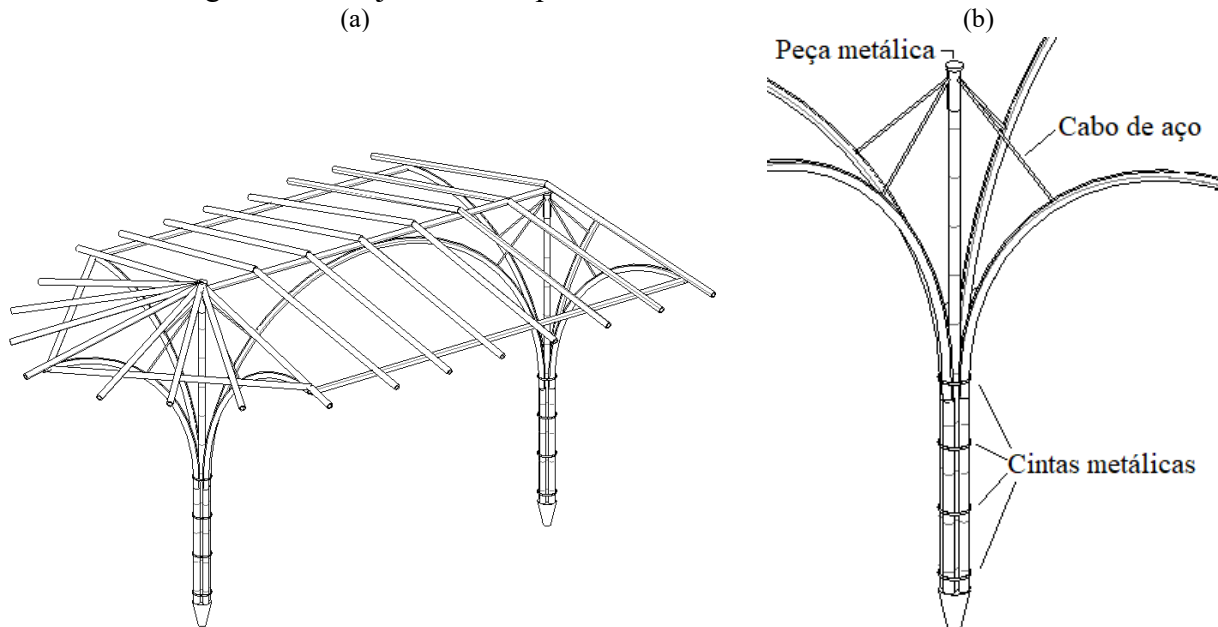 (a)
(b)
Peça metálica
Cabo de aço
Cintas metálicas